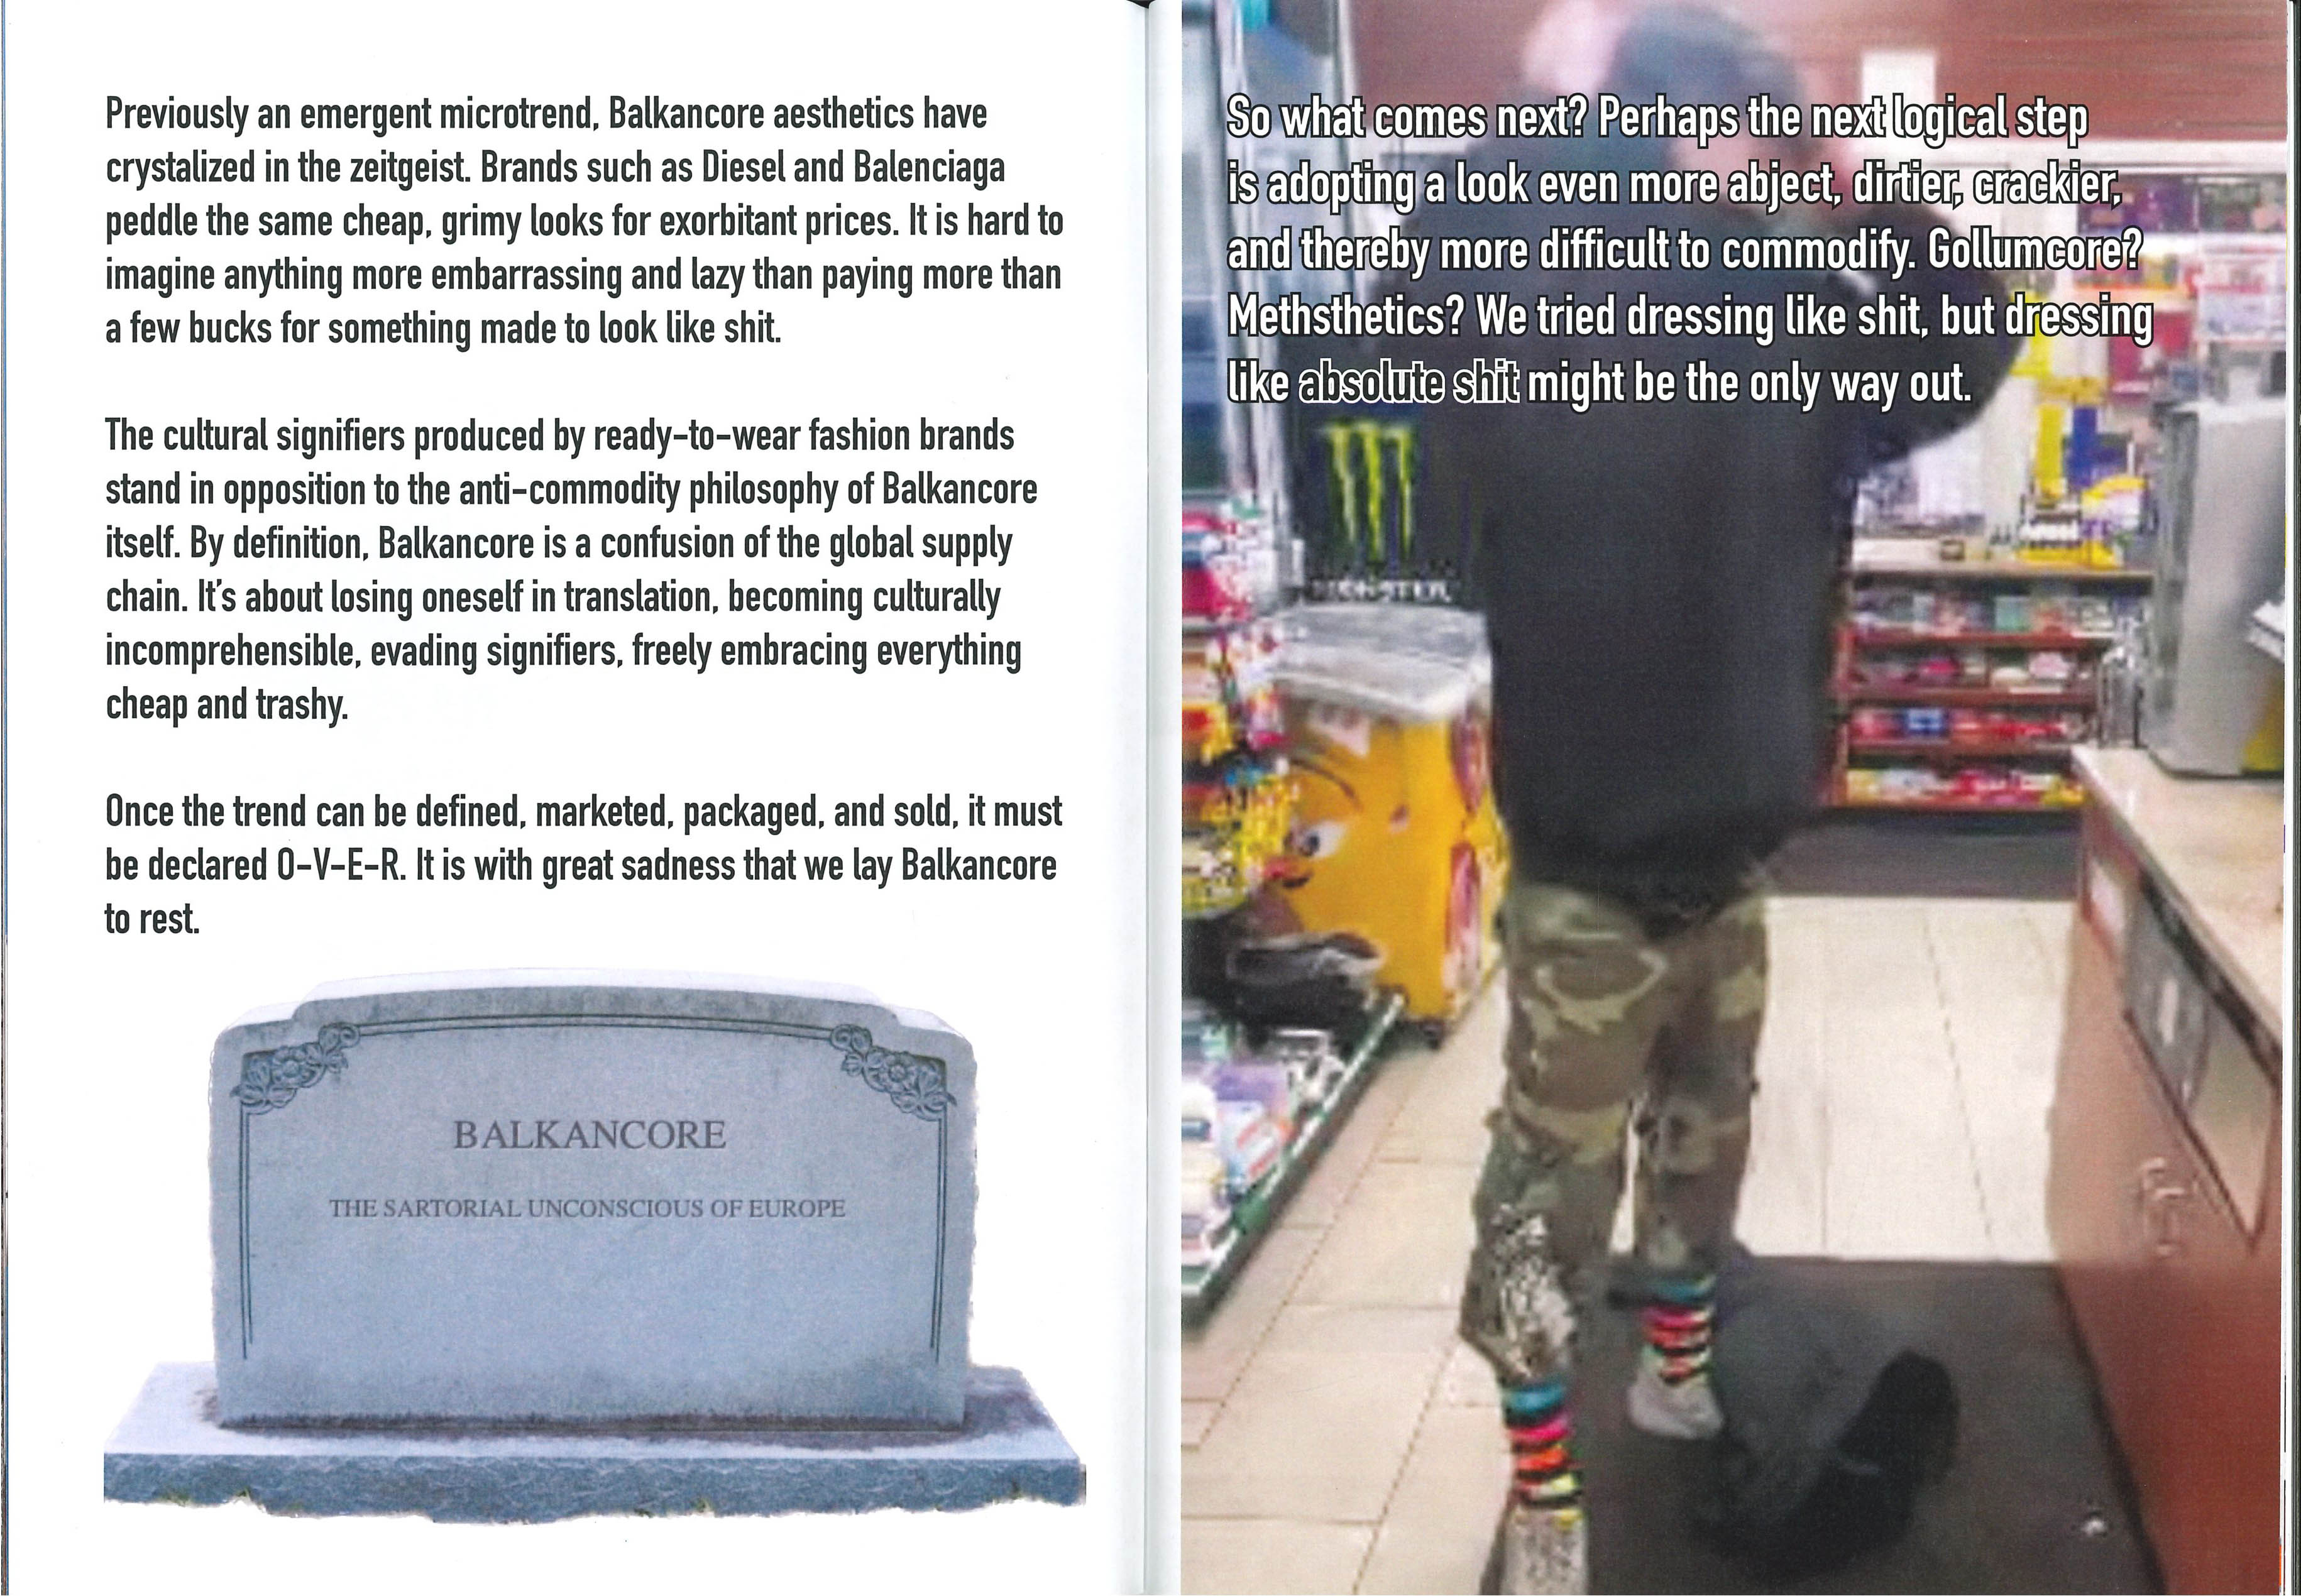 Previously an emergent microtrend, Balkancore aesthetics have
crystalized in the zeitgeist. Brands such as Diesel and Balenciaga
peddle the same cheap, grimy looks for exorbitant prices. It is hard to
imagine anything more embarrassing and lazy than paying more than
a few bucks for something made to look like shit.
The cultural signifiers produced by ready-to-wear fashion brands
stand in opposition to the anti-commodity philosophy of Balkancore
itself. By definition, Balkancore is a confusion of the global supply
chain. It's about losing oneself in translation, becoming culturally
incomprehensible, evading signifiers, freely embracing everything
cheap and trashy.
Once the trend can be defined, marketed, packaged, and sold, it must
be declared O-V-E-R. It is with great sadness that we lay Balkancore
to rest.
BALKANCORE
THE SARTORIAL UNCONSCIOUS OF EUROPE
So what comes next? Perhaps the next logical step
is adopting a look even more abject, dirtier, crackier,
and thereby more difficult to commodify. Gollumcore?
Methsthetics? We tried dressing like shit, but dressing
like absolute shit might be the only way out.
MONSTER